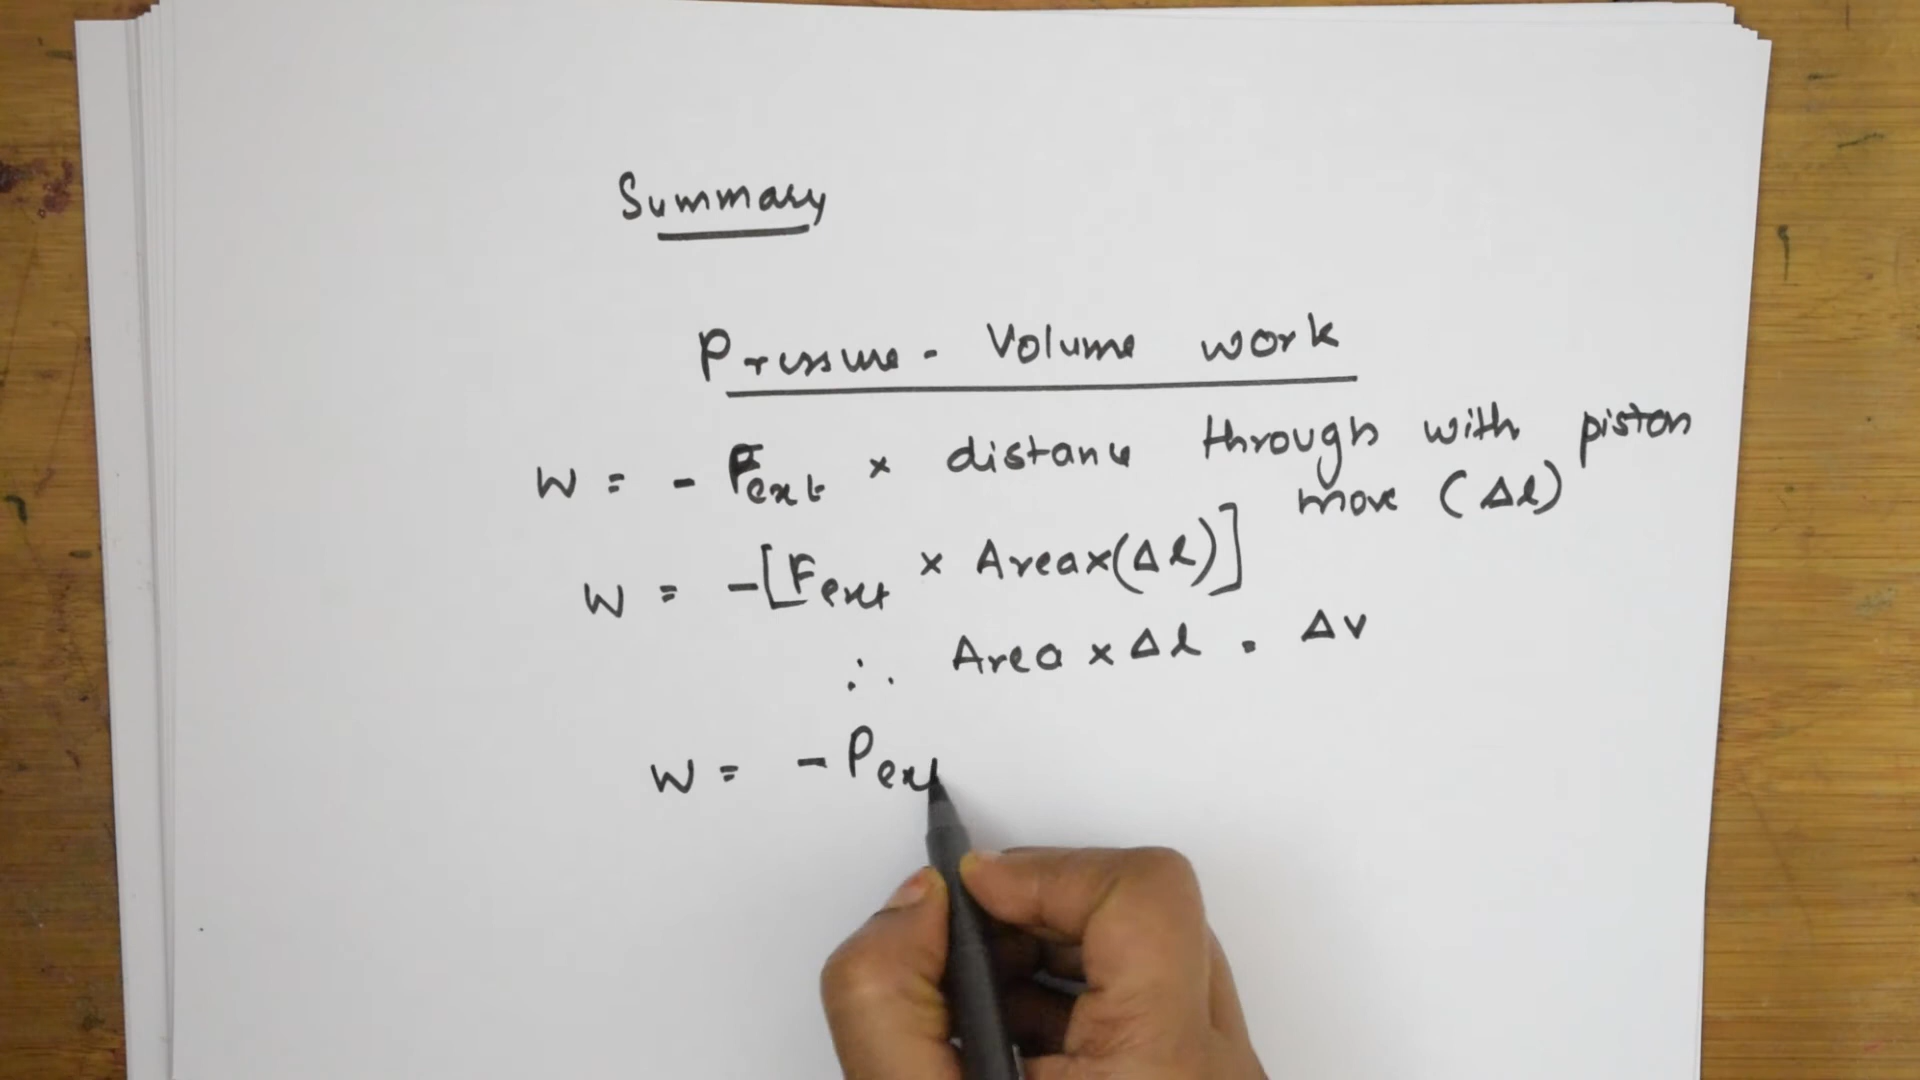 Summary
Pressure - Volume work
W = - Fext × distance through with piston
move (Δl)
W = -[Fext × Area×(Δl)]
∴ Area × Δl = ΔV
W = - Pext